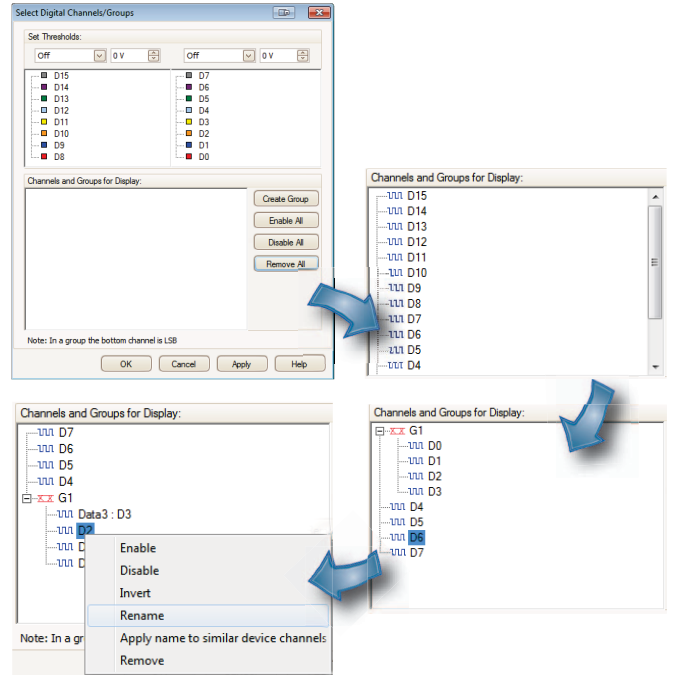 Select Digital Channels/Groups
Set Thresholds:
Off 0 V Off 0 V
D15 D7
D14 D6
D13 D5
D12 D4
D11 D3
D10 D2
D9 D1
D8 D0
Channels and Groups for Display:
Create Group
Enable All
Disable All
Remove All
Note: In a group the bottom channel is LSB
OK Cancel Apply Help
Channels and Groups for Display:
D15
D14
D13
D12
D11
D10
D9
D8
D7
D6
D5
D4
Channels and Groups for Display:
G1
D0
D1
D2
D3
D4
D5
D6
D7
Channels and Groups for Display:
D7
D6
D5
D4
G1
Data3 : D3
D2
D
D
Note: In a gr
Enable
Disable
Invert
Rename
Apply name to similar device channels
Remove